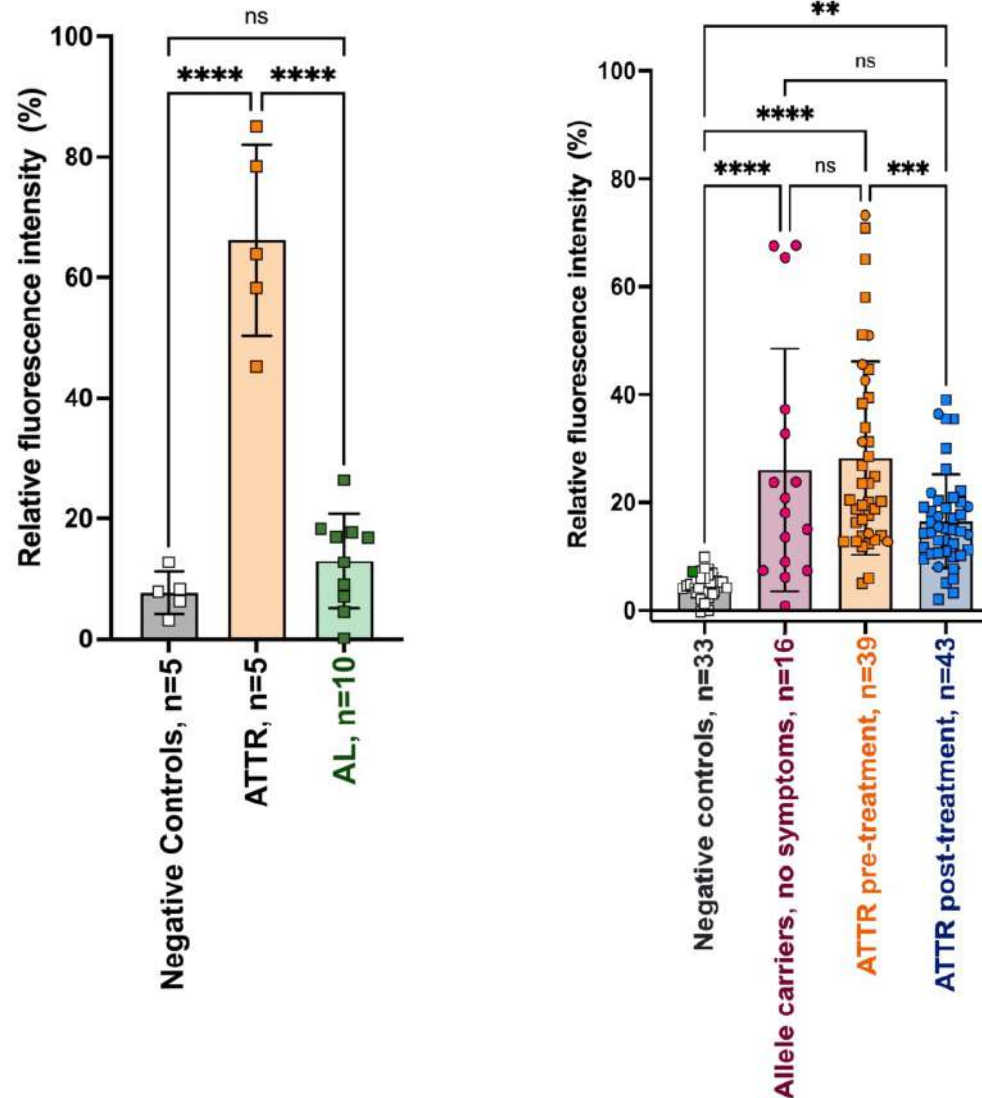 ns
100
**** ****
80
60
40
20
0
Relative fluorescence intensity (%)
Negative Controls, n=5
ATTR, n=5
AL, n=10
**
ns
100
****
80
**** ns ***
60
40
20
0
Relative fluorescence intensity (%)
Negative controls, n=33
Allele carriers, no symptoms, n=16
ATTR pre-treatment, n=39
ATTR post-treatment, n=43